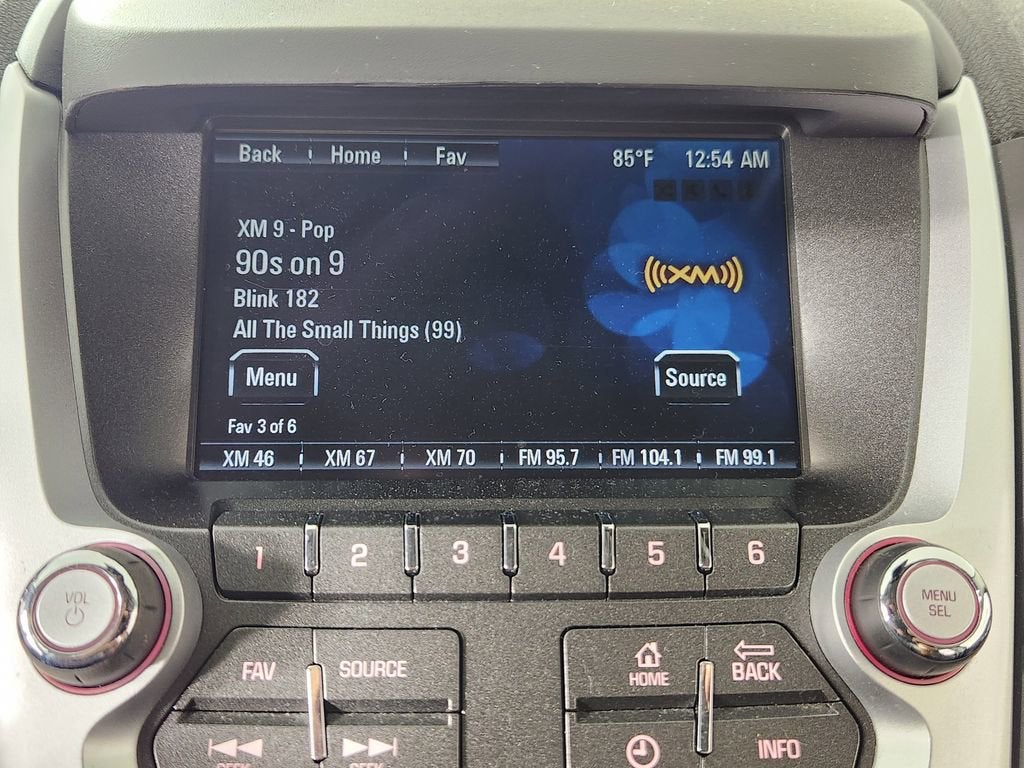 Back Home Fav 85°F 12:54 AM
XM 9 - Pop
90s on 9
((XM))
Blink 182
All The Small Things (99)
Menu Source
Fav 3 of 6
XM 46 XM 67 XM 70 FM 95.7 FM 104.1 FM 99.1
1 2 3 4 5 6
VOL
MENU
SEL
FAV SOURCE
HOME BACK
SEEK SEEK
INFO